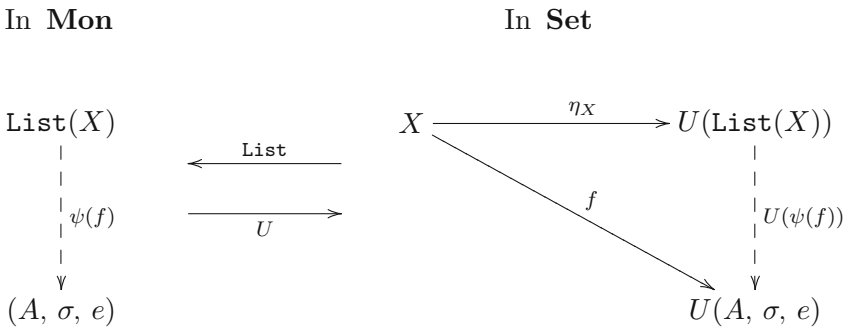 In Mon In Set
List(X) X η_X U(List(X))
List
ψ(f) f U(ψ(f))
U
(A, σ, e) U(A, σ, e)